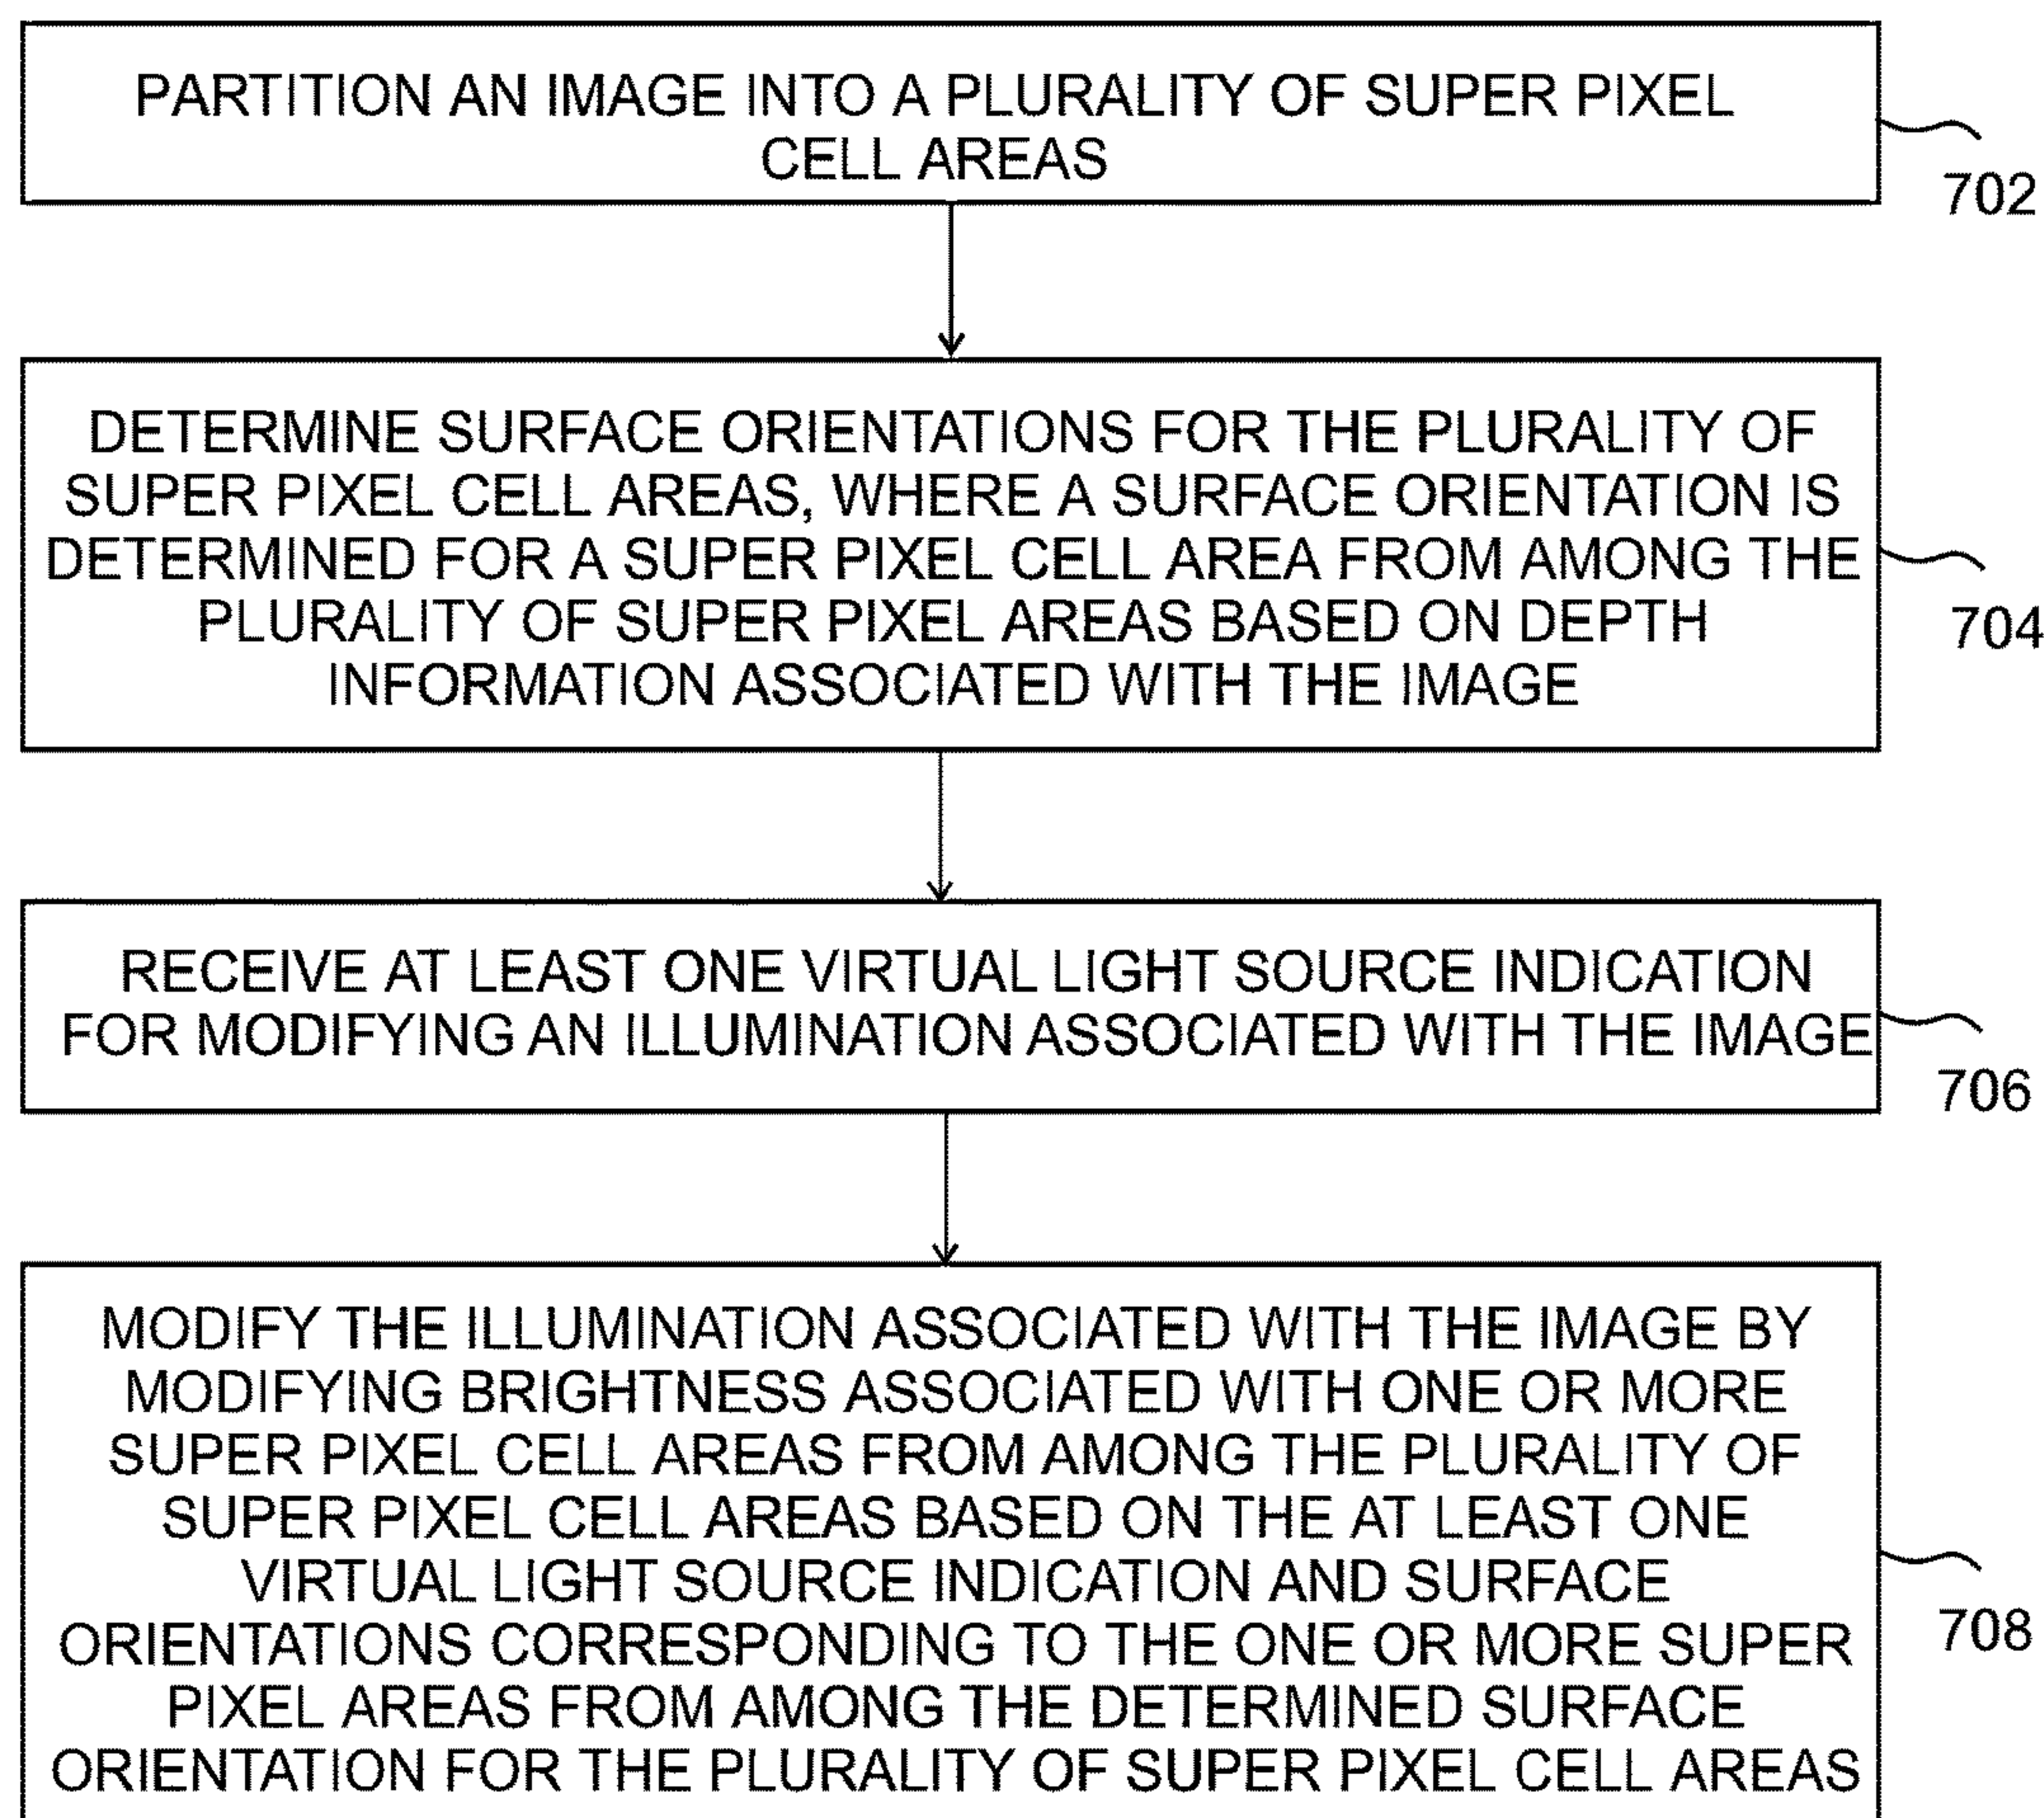 PARTITION AN IMAGE INTO A PLURALITY OF SUPER PIXEL
CELL AREAS
702
DETERMINE SURFACE ORIENTATIONS FOR THE PLURALITY OF
SUPER PIXEL CELL AREAS, WHERE A SURFACE ORIENTATION IS
DETERMINED FOR A SUPER PIXEL CELL AREA FROM AMONG THE
PLURALITY OF SUPER PIXEL AREAS BASED ON DEPTH
INFORMATION ASSOCIATED WITH THE IMAGE
704
RECEIVE AT LEAST ONE VIRTUAL LIGHT SOURCE INDICATION
FOR MODIFYING AN ILLUMINATION ASSOCIATED WITH THE IMAGE
706
MODIFY THE ILLUMINATION ASSOCIATED WITH THE IMAGE BY
MODIFYING BRIGHTNESS ASSOCIATED WITH ONE OR MORE
SUPER PIXEL CELL AREAS FROM AMONG THE PLURALITY OF
SUPER PIXEL CELL AREAS BASED ON THE AT LEAST ONE
VIRTUAL LIGHT SOURCE INDICATION AND SURFACE
ORIENTATIONS CORRESPONDING TO THE ONE OR MORE SUPER
PIXEL AREAS FROM AMONG THE DETERMINED SURFACE
ORIENTATION FOR THE PLURALITY OF SUPER PIXEL CELL AREAS
708